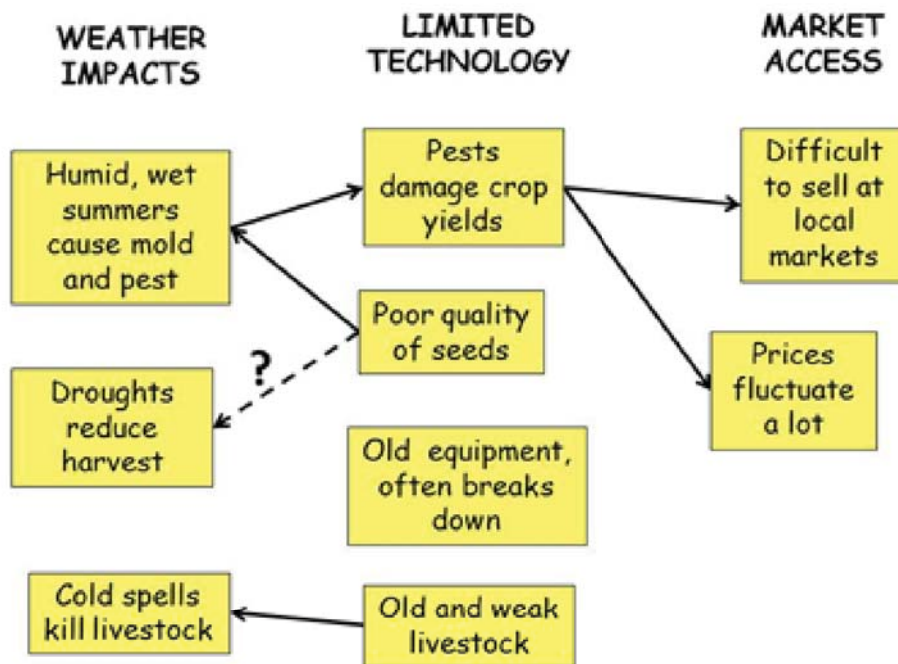 WEATHER
IMPACTS
LIMITED
TECHNOLOGY
MARKET
ACCESS
Humid, wet
summers
cause mold
and pest
Droughts
reduce
harvest
Cold spells
kill livestock
?
Pests
damage crop
yields
Poor quality
of seeds
Old equipment,
often breaks
down
Old and weak
livestock
Difficult
to sell at
local
markets
Prices
fluctuate
a lot